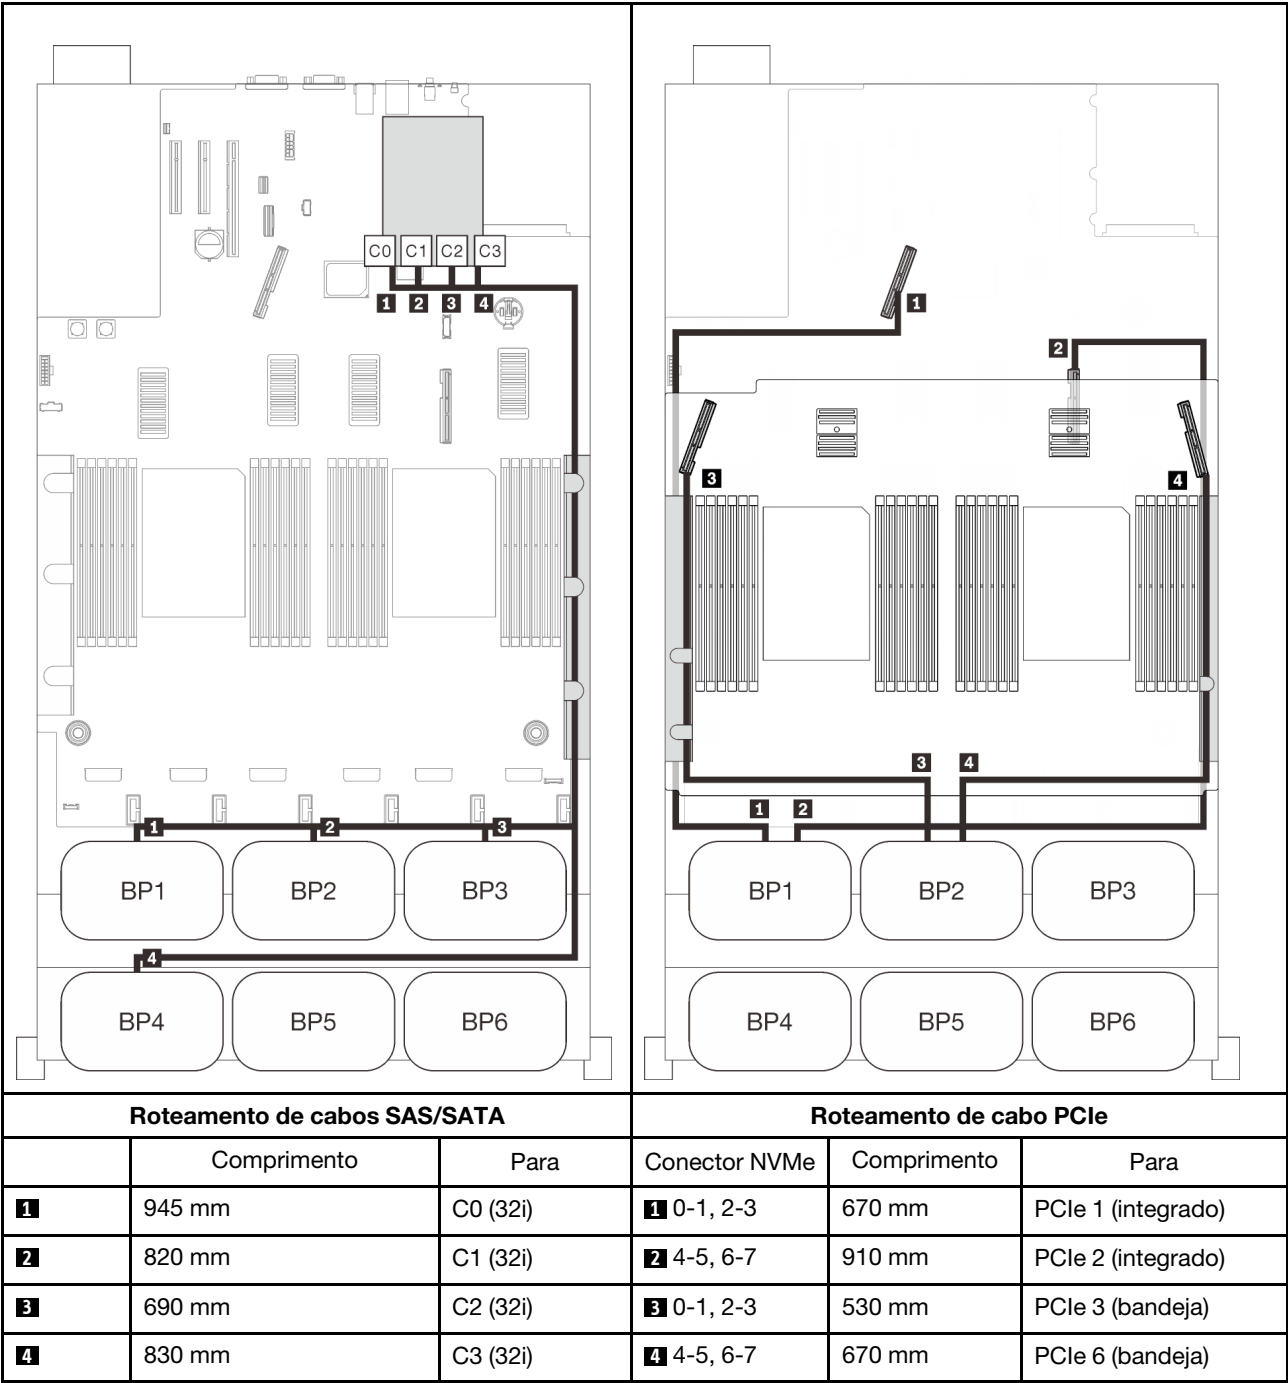 C0 C1 C2 C3
1 2 3 4
1 2 3
BP1 BP2 BP3
4
BP4 BP5 BP6
1
2
3 4
3 4
1 2
BP1 BP2 BP3
BP4 BP5 BP6
Roteamento de cabos SAS/SATA Roteamento de cabo PCIe
Comprimento Para Conector NVMe Comprimento Para
1 945 mm C0 (32i) 1 0-1, 2-3 670 mm PCIe 1 (integrado)
2 820 mm C1 (32i) 2 4-5, 6-7 910 mm PCIe 2 (integrado)
3 690 mm C2 (32i) 3 0-1, 2-3 530 mm PCIe 3 (bandeja)
4 830 mm C3 (32i) 4 4-5, 6-7 670 mm PCIe 6 (bandeja)